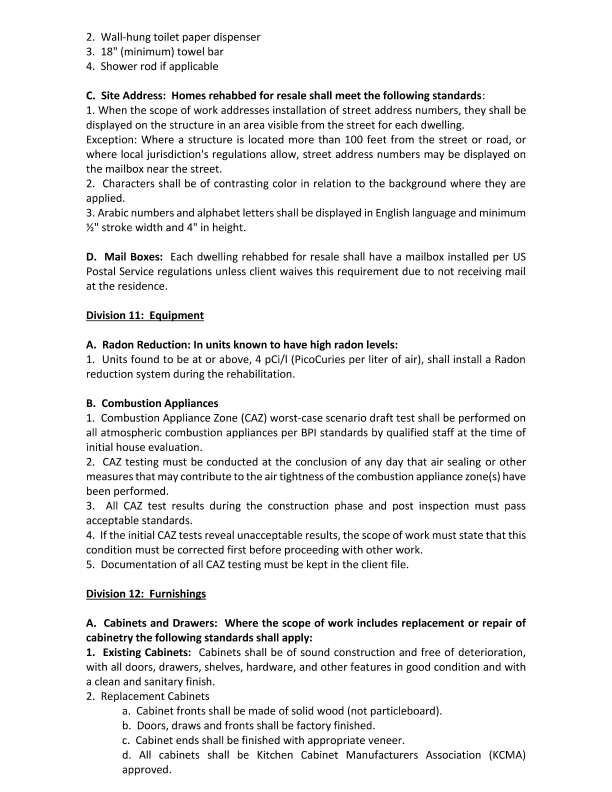 2. Wall-hung toilet paper dispenser
3. 18" (minimum) towel bar
4. Shower rod if applicable
C. Site Address: Homes rehabbed for resale shall meet the following standards:
1. When the scope of work addresses installation of street address numbers, they shall be
displayed on the structure in an area visible from the street for each dwelling.
Exception: Where a structure is located more than 100 feet from the street or road, or
where local jurisdiction's regulations allow, street address numbers may be displayed on
the mailbox near the street.
2. Characters shall be of contrasting color in relation to the background where they are
applied.
3. Arabic numbers and alphabet letters shall be displayed in English language and minimum
½" stroke width and 4" in height.
D. Mail Boxes: Each dwelling rehabbed for resale shall have a mailbox installed per US
Postal Service regulations unless client waives this requirement due to not receiving mail
at the residence.
Division 11: Equipment
A. Radon Reduction: In units known to have high radon levels:
1. Units found to be at or above, 4 pCi/l (PicoCuries per liter of air), shall install a Radon
reduction system during the rehabilitation.
B. Combustion Appliances
1. Combustion Appliance Zone (CAZ) worst-case scenario draft test shall be performed on
all atmospheric combustion appliances per BPI standards by qualified staff at the time of
initial house evaluation.
2. CAZ testing must be conducted at the conclusion of any day that air sealing or other
measures that may contribute to the air tightness of the combustion appliance zone(s) have
been performed.
3. All CAZ test results during the construction phase and post inspection must pass
acceptable standards.
4. If the initial CAZ tests reveal unacceptable results, the scope of work must state that this
condition must be corrected first before proceeding with other work.
5. Documentation of all CAZ testing must be kept in the client file.
Division 12: Furnishings
A. Cabinets and Drawers: Where the scope of work includes replacement or repair of
cabinetry the following standards shall apply:
1. Existing Cabinets: Cabinets shall be of sound construction and free of deterioration,
with all doors, drawers, shelves, hardware, and other features in good condition and with
a clean and sanitary finish.
2. Replacement Cabinets
a. Cabinet fronts shall be made of solid wood (not particleboard).
b. Doors, draws and fronts shall be factory finished.
c. Cabinet ends shall be finished with appropriate veneer.
d. All cabinets shall be Kitchen Cabinet Manufacturers Association (KCMA)
approved.